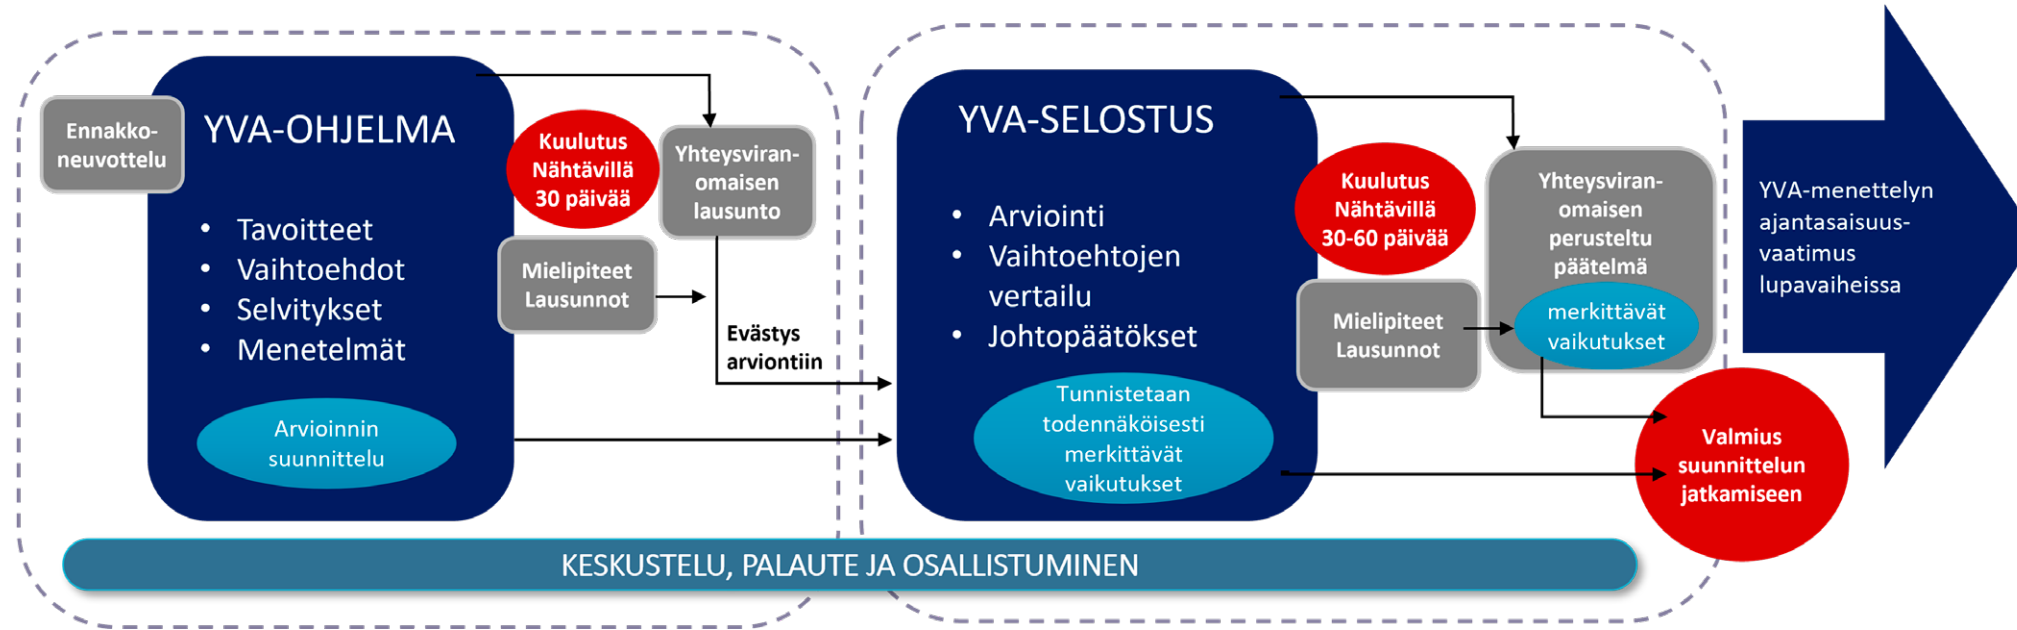 Ennakko-
neuvottelu
YVA-OHJELMA
• Tavoitteet
• Vaihtoehdot
• Selvitykset
• Menetelmät
Arvioinnin
suunnittelu
Kuulutus
Nähtävillä
30 päivää
Yhteysviran-
omaisen
lausunto
Mielipiteet
Lausunnot
Evästys
arviontiin
YVA-SELOSTUS
• Arviointi
• Vaihtoehtojen
vertailu
• Johtopäätökset
Tunnistetaan
todennäköisesti
merkittävät
vaikutukset
Kuulutus
Nähtävillä
30-60 päivää
Yhteysviran-
omaisen
perusteltu
päätelmä
merkittävät
vaikutukset
Mielipiteet
Lausunnot
Valmius
suunnittelun
jatkamiseen
YVA-menettelyn
ajantasaisuus-
vaatimus
lupavaiheissa
KESKUSTELU, PALAUTE JA OSALLISTUMINEN